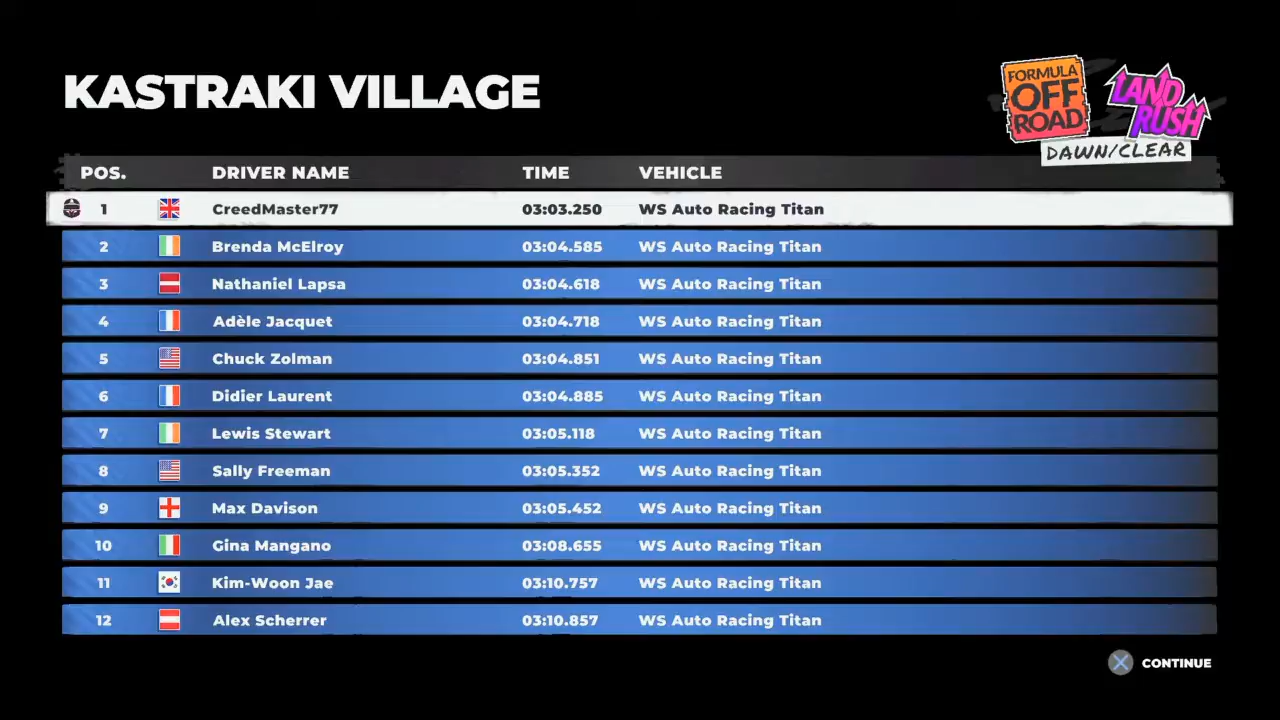 KASTRAKI VILLAGE
FORMULA
OFF
ROAD
LAND
RUSH
DAWN/CLEAR
POS. DRIVER NAME TIME VEHICLE
1 CreedMaster77 03:03.250 WS Auto Racing Titan
2 Brenda McElroy 03:04.585 WS Auto Racing Titan
3 Nathaniel Lapsa 03:04.618 WS Auto Racing Titan
4 Adèle Jacquet 03:04.718 WS Auto Racing Titan
5 Chuck Zolman 03:04.851 WS Auto Racing Titan
6 Didier Laurent 03:04.885 WS Auto Racing Titan
7 Lewis Stewart 03:05.118 WS Auto Racing Titan
8 Sally Freeman 03:05.352 WS Auto Racing Titan
9 Max Davison 03:05.452 WS Auto Racing Titan
10 Gina Mangano 03:08.655 WS Auto Racing Titan
11 Kim-Woon Jae 03:10.757 WS Auto Racing Titan
12 Alex Scherrer 03:10.857 WS Auto Racing Titan
CONTINUE